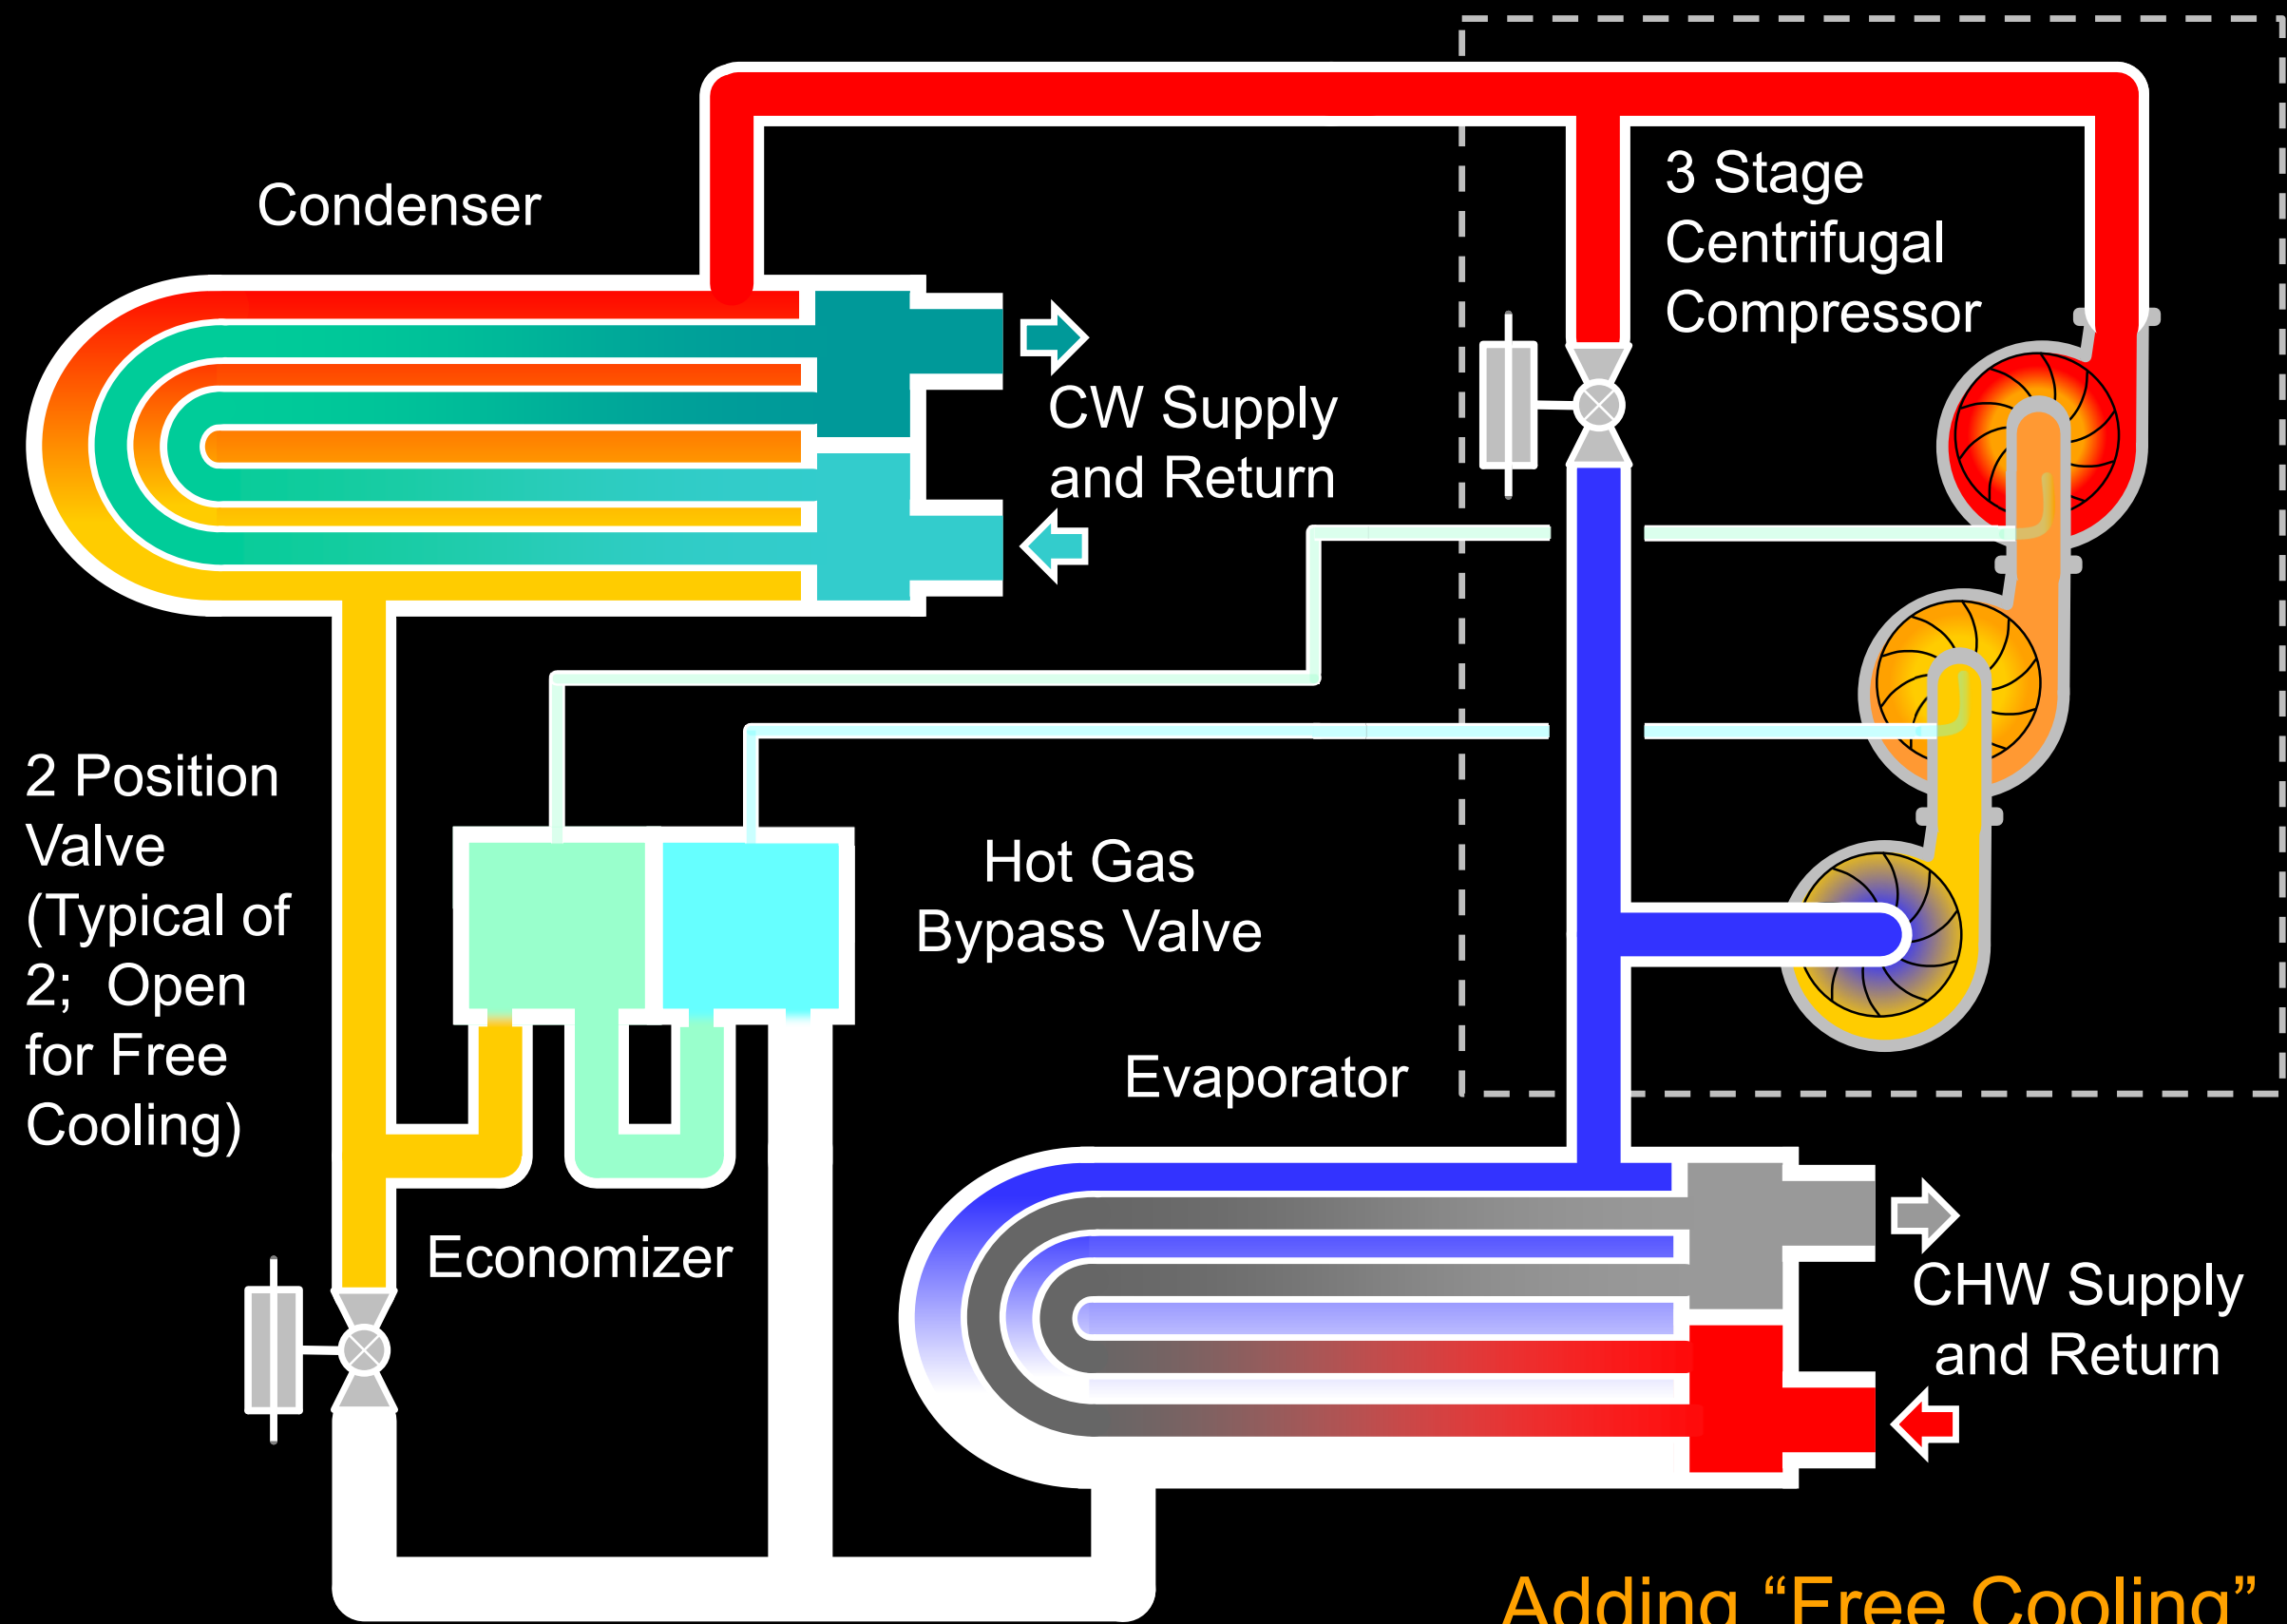 Condenser
3 Stage
Centrifugal
Compressor
CW Supply
and Return
2 Position
Valve
(Typical of
2;  Open
for Free
Cooling)
Hot Gas
Bypass Valve
Evaporator
Economizer
CHW Supply
and Return
Adding “Free Cooling”